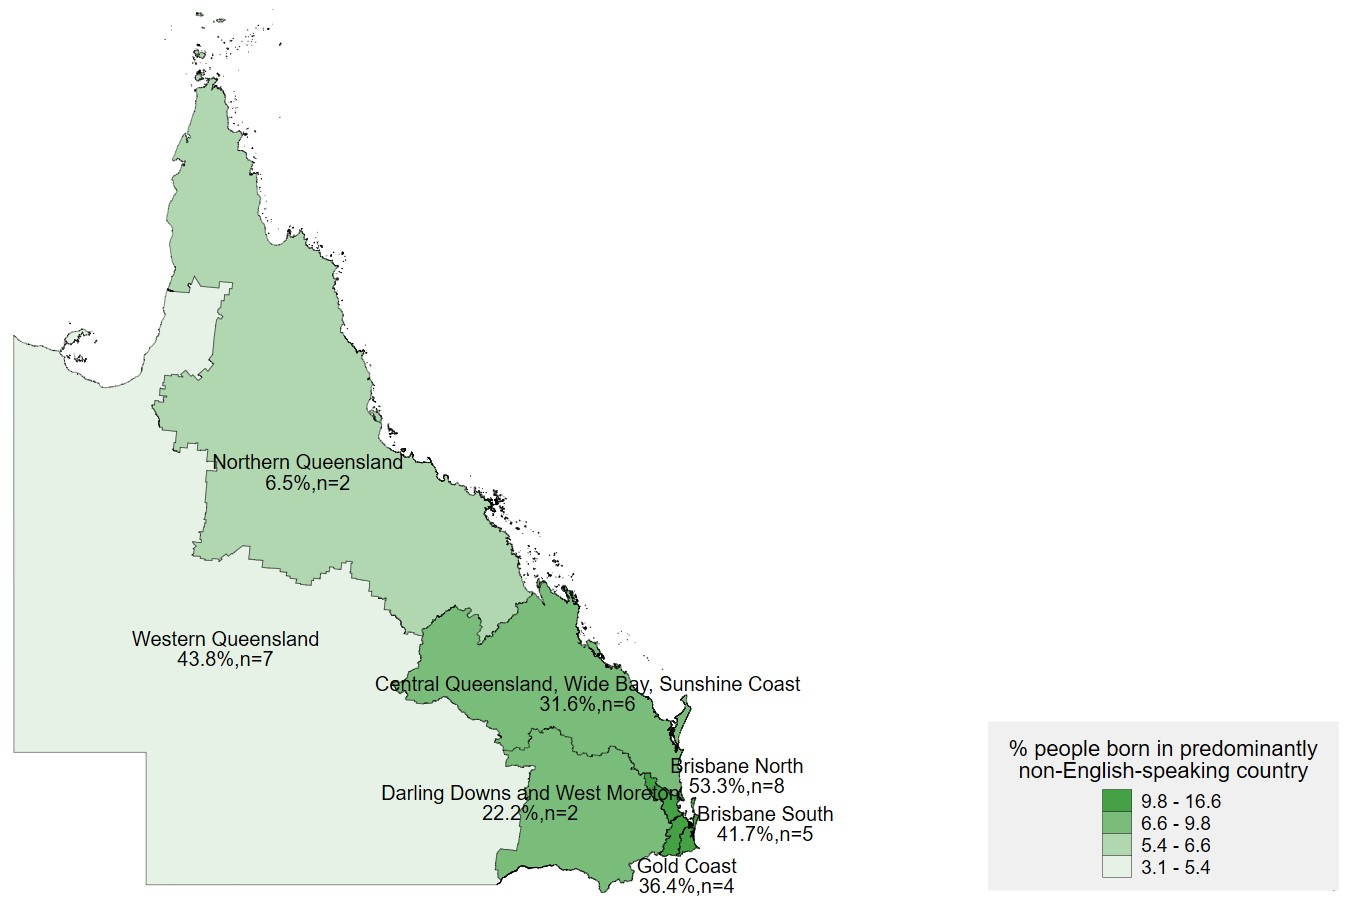 Northern Queensland
6.5%,n=2
Western Queensland
43.8%,n=7
Central Queensland, Wide Bay, Sunshine Coast
31.6%,n=6
Brisbane North
53.3%,n=8
Darling Downs and West Moreton
22.2%,n=2
Brisbane South
41.7%,n=5
Gold Coast
36.4%,n=4
% people born in predominantly
non-English-speaking country
9.8 - 16.6
6.6 - 9.8
5.4 - 6.6
3.1 - 5.4